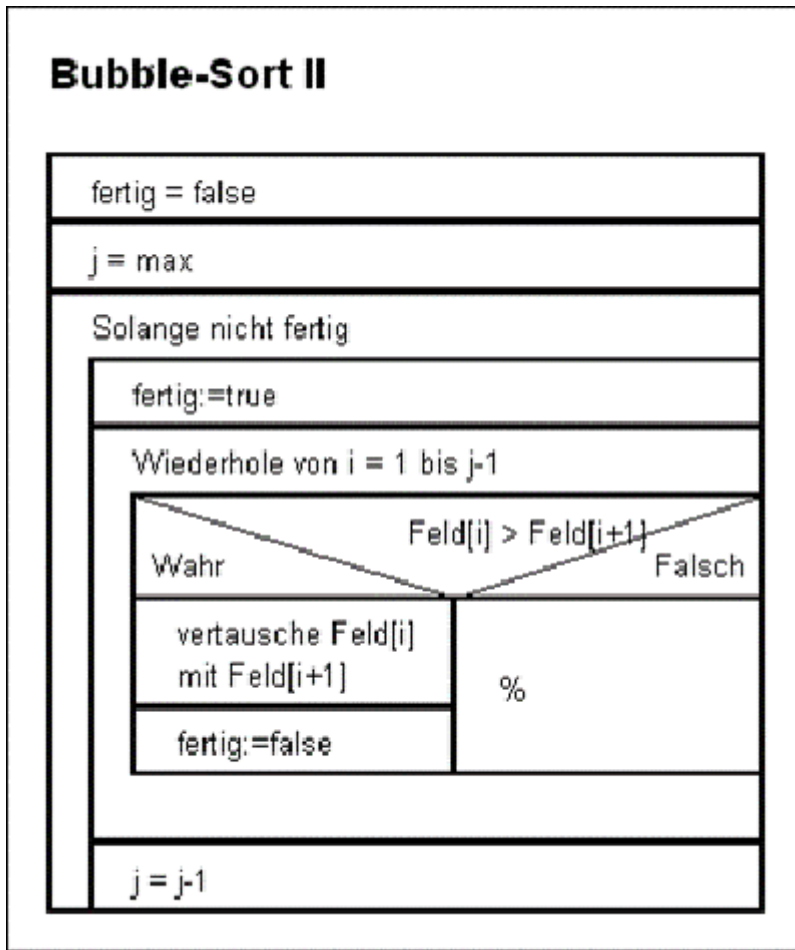 Bubble-Sort II
fertig = false
j = max
Solange nicht fertig
fertig:=true
Wiederhole von i = 1 bis j-1
Feld[i] > Feld[i+1]
Wahr
Falsch
vertausche Feld[i]
mit Feld[i+1]
%
fertig:=false
j = j-1